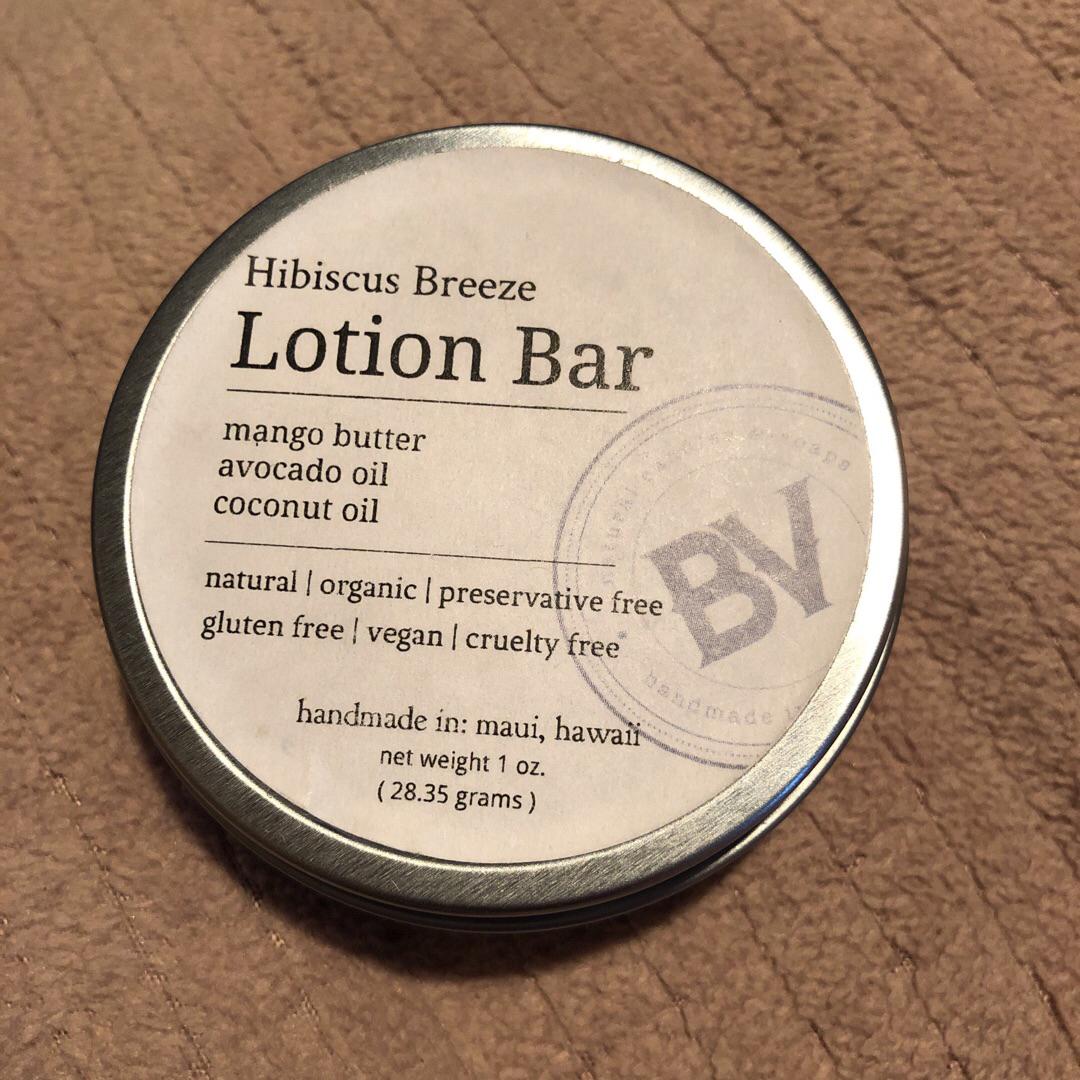 Hibiscus Breeze
Lotion Bar
mango butter
avocado oil
coconut oil
natural | organic | preservative free
gluten free | vegan | cruelty free
handmade in: maui, hawaii
net weight 1 oz.
( 28.35 grams )
BV
handmade